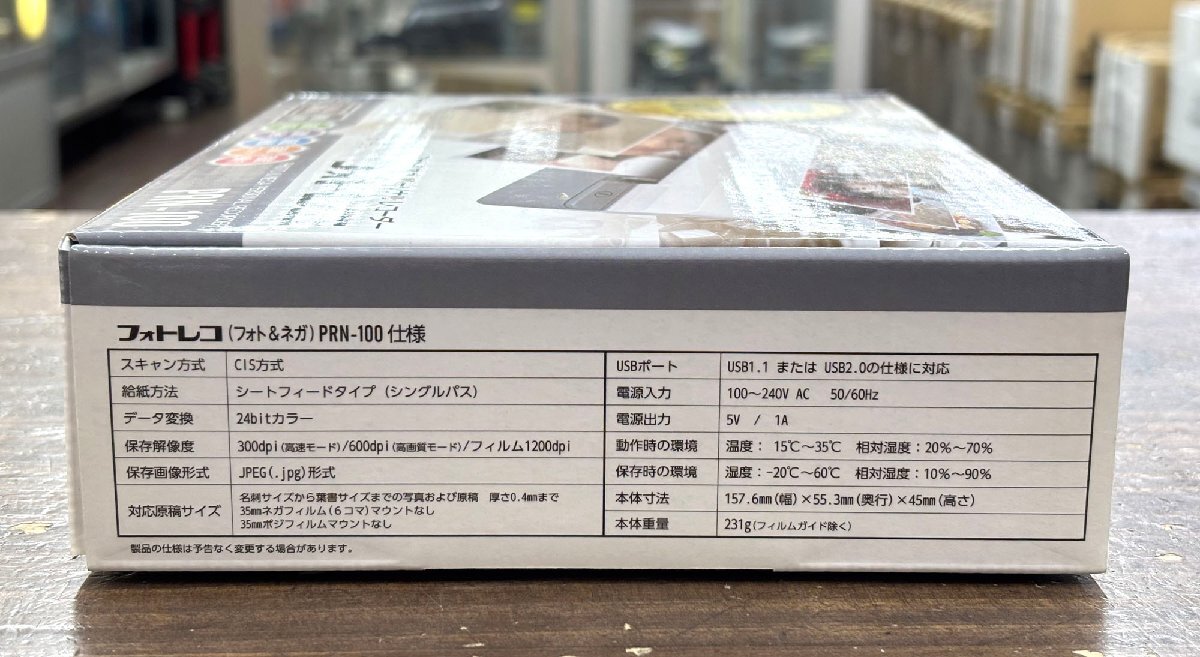 PRN-100
フォトレコ(フォト&ネガ)PRN-100 仕様
スキャン方式 CIS方式
給紙方法 シートフィードタイプ(シングルパス)
データ変換 24bitカラー
保存解像度 300dpi(高速モード)/600dpi(高画質モード)/フィルム1200dpi
保存画像形式 JPEG(.jpg)形式
対応原稿サイズ 名刺サイズから葉書サイズまでの写真および原稿 厚さ0.4mmまで
35mmネガフィルム(6コマ)マウントなし
35mmポジフィルムマウントなし
USBポート USB1.1 または USB2.0の仕様に対応
電源入力 100～240V AC 50/60Hz
電源出力 5V / 1A
動作時の環境 温度: 15℃～35℃ 相対湿度:20%～70%
保存時の環境 湿度:-20℃～60℃ 相対湿度:10%～90%
本体寸法 157.6mm(幅)×55.3mm(奥行)×45mm(高さ)
本体重量 231g(フィルムガイド除く)
製品の仕様は予告なく変更する場合があります。